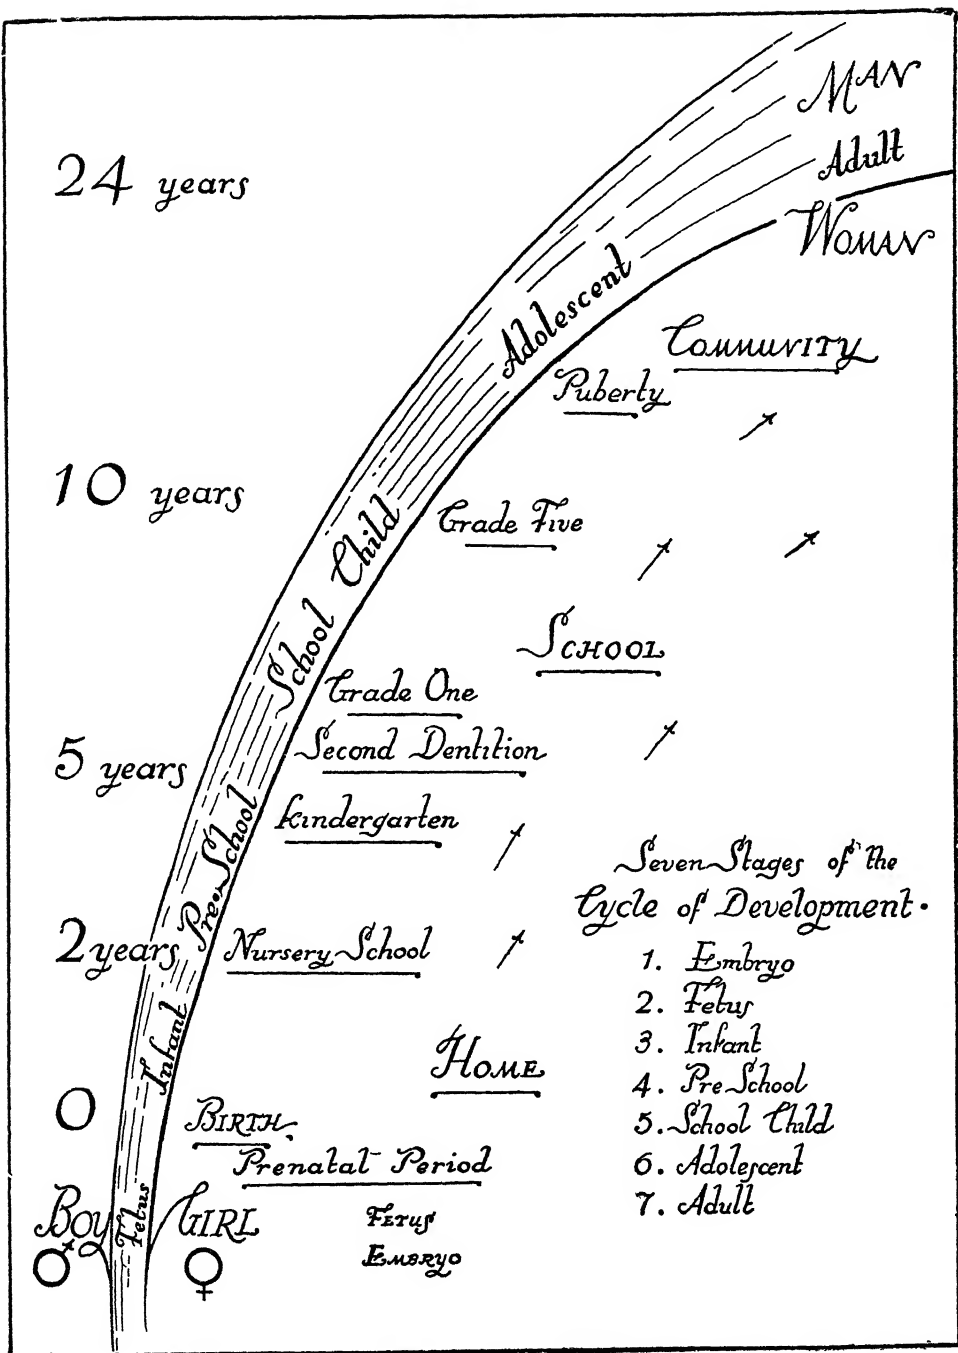 MAN
Adult
24 years
WOMAN
Adolescent
COMMUNITY
Puberty
10 years
Grade Five
School Child
SCHOOL
Grade One
Second Dentition
5 years
Kindergarten
Pre-School
Seven Stages of the
Cycle of Development.
2 years
Nursery School
1. Embryo
2. Fetus
3. Infant
4. Pre School
5. School Child
6. Adolescent
7. Adult
Infant
HOME
0
BIRTH.
Prenatal Period
BOY
Fetus
GIRL
FETUS
EMBRYO
♂
♀